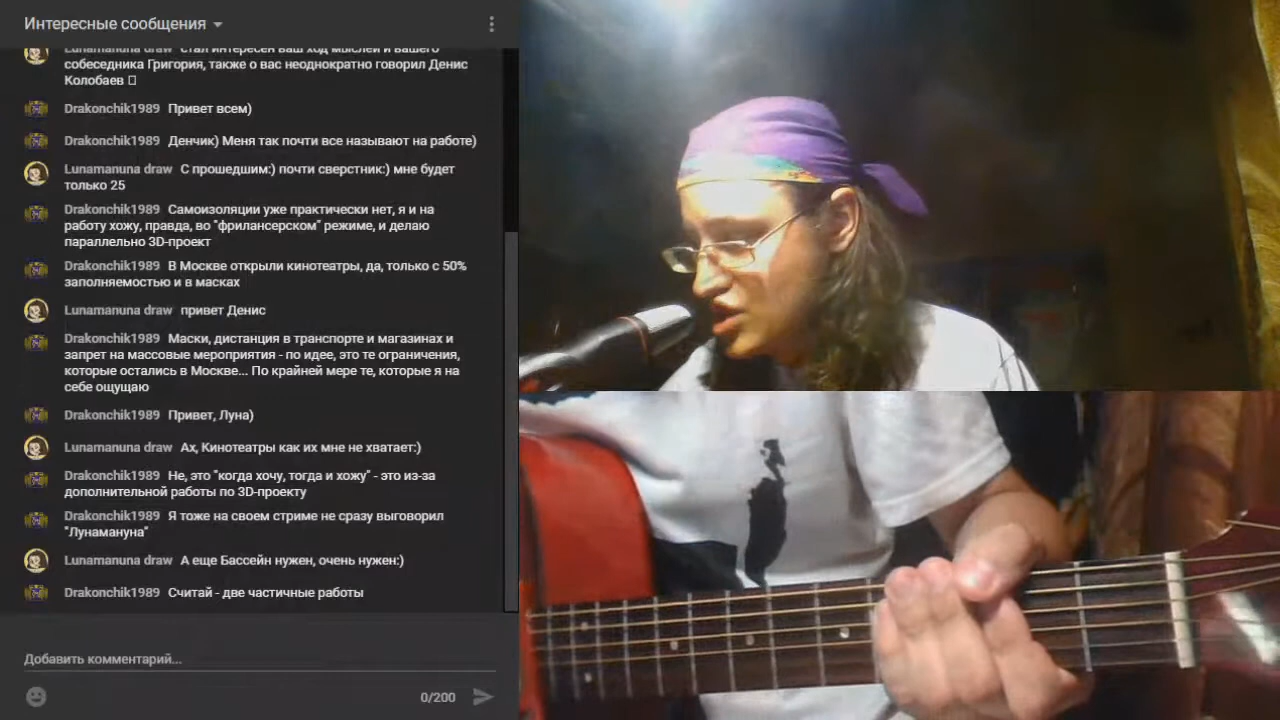 Интересные сообщения
Lunamanuna draw стал интересен ваш ход мыслей и вашего
собеседника Григория, также о вас неоднократно говорил Денис
Колобаев
Drakonchik1989 Привет всем)
Drakonchik1989 Денчик) Меня так почти все называют на работе)
Lunamanuna draw С прошедшим:) почти сверстник:) мне будет
только 25
Drakonchik1989 Самоизоляции уже практически нет, я и на
работу хожу, правда, во "фрилансерском" режиме, и делаю
параллельно 3D-проект
Drakonchik1989 В Москве открыли кинотеатры, да, только с 50%
заполняемостью и в масках
Lunamanuna draw привет Денис
Drakonchik1989 Маски, дистанция в транспорте и магазинах и
запрет на массовые мероприятия - по идее, это те ограничения,
которые остались в Москве... По крайней мере те, которые я на
себе ощущаю
Drakonchik1989 Привет, Луна)
Lunamanuna draw Ах, Кинотеатры как их мне не хватает:)
Drakonchik1989 Не, это "когда хочу, тогда и хожу" - это из-за
дополнительной работы по 3D-проекту
Drakonchik1989 Я тоже на своем стриме не сразу выговорил
"Лунамануна"
Lunamanuna draw А еще Бассейн нужен, очень нужен:)
Drakonchik1989 Считай - две частичные работы
Добавить комментарий...
0/200